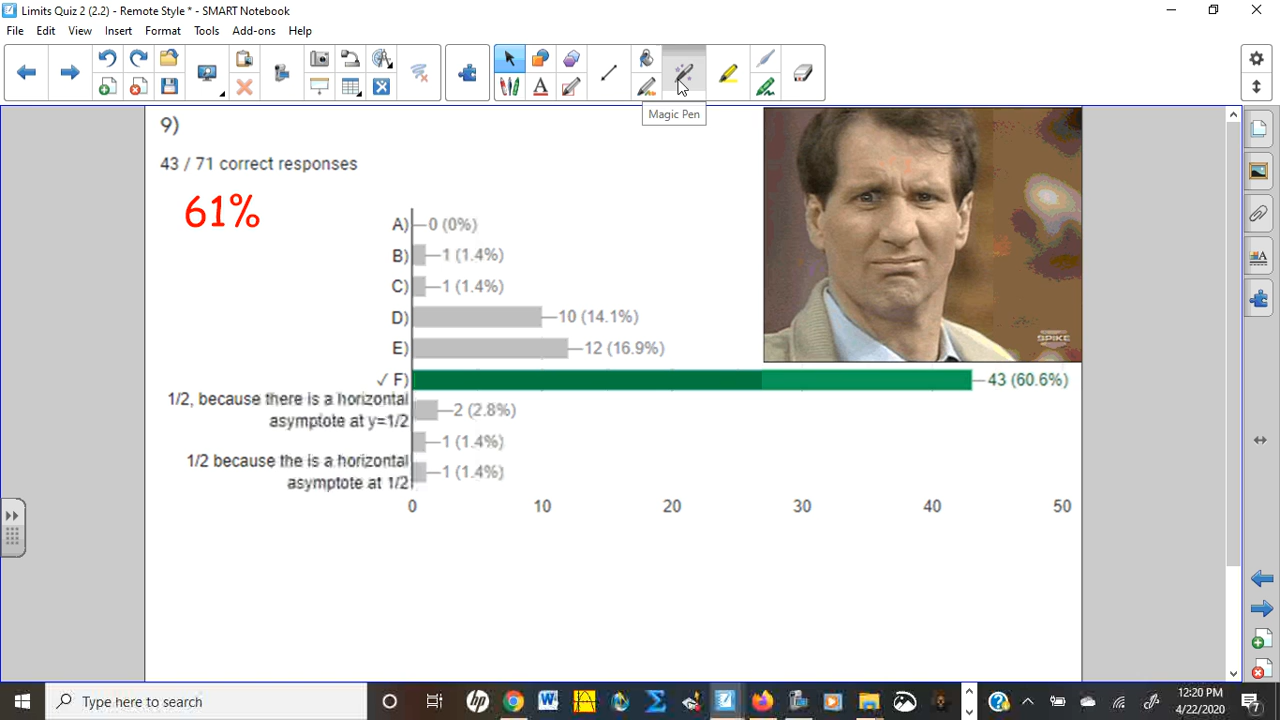 Limits Quiz 2 (2.2) - Remote Style * - SMART Notebook
File Edit View Insert Format Tools Add-ons Help
Magic Pen
9)
43 / 71 correct responses
61%
A) 0 (0%)
B) 1 (1.4%)
C) 1 (1.4%)
D) 10 (14.1%)
E) 12 (16.9%)
✓ F) 43 (60.6%)
1/2, because there is a horizontal
asymptote at y=1/2
2 (2.8%)
1 (1.4%)
1/2 because the is a horizontal
asymptote at 1/2
1 (1.4%)
0 10 20 30 40 50
SPIKE
Type here to search
12:20 PM
4/22/2020
7